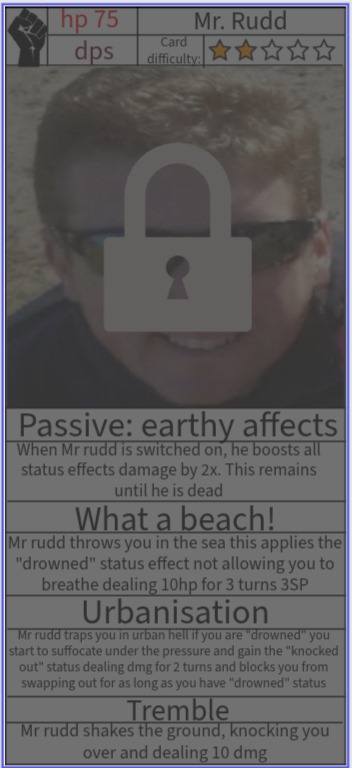 hp 75
Mr. Rudd
dps
Card
difficulty:
Passive: earthy affects
When Mr rudd is switched on, he boosts all
status effects damage by 2x. This remains
until he is dead
What a beach!
Mr rudd throws you in the sea this applies the
"drowned" status effect not allowing you to
breathe dealing 10hp for 3 turns 3SP
Urbanisation
Mr rudd traps you in urban hell if you are "drowned" you
start to suffocate under the pressure and gain the "knocked
out" status dealing dmg for 2 turns and blocks you from
swapping out for as long as you have "drowned" status
Tremble
Mr rudd shakes the ground, knocking you
over and dealing 10 dmg